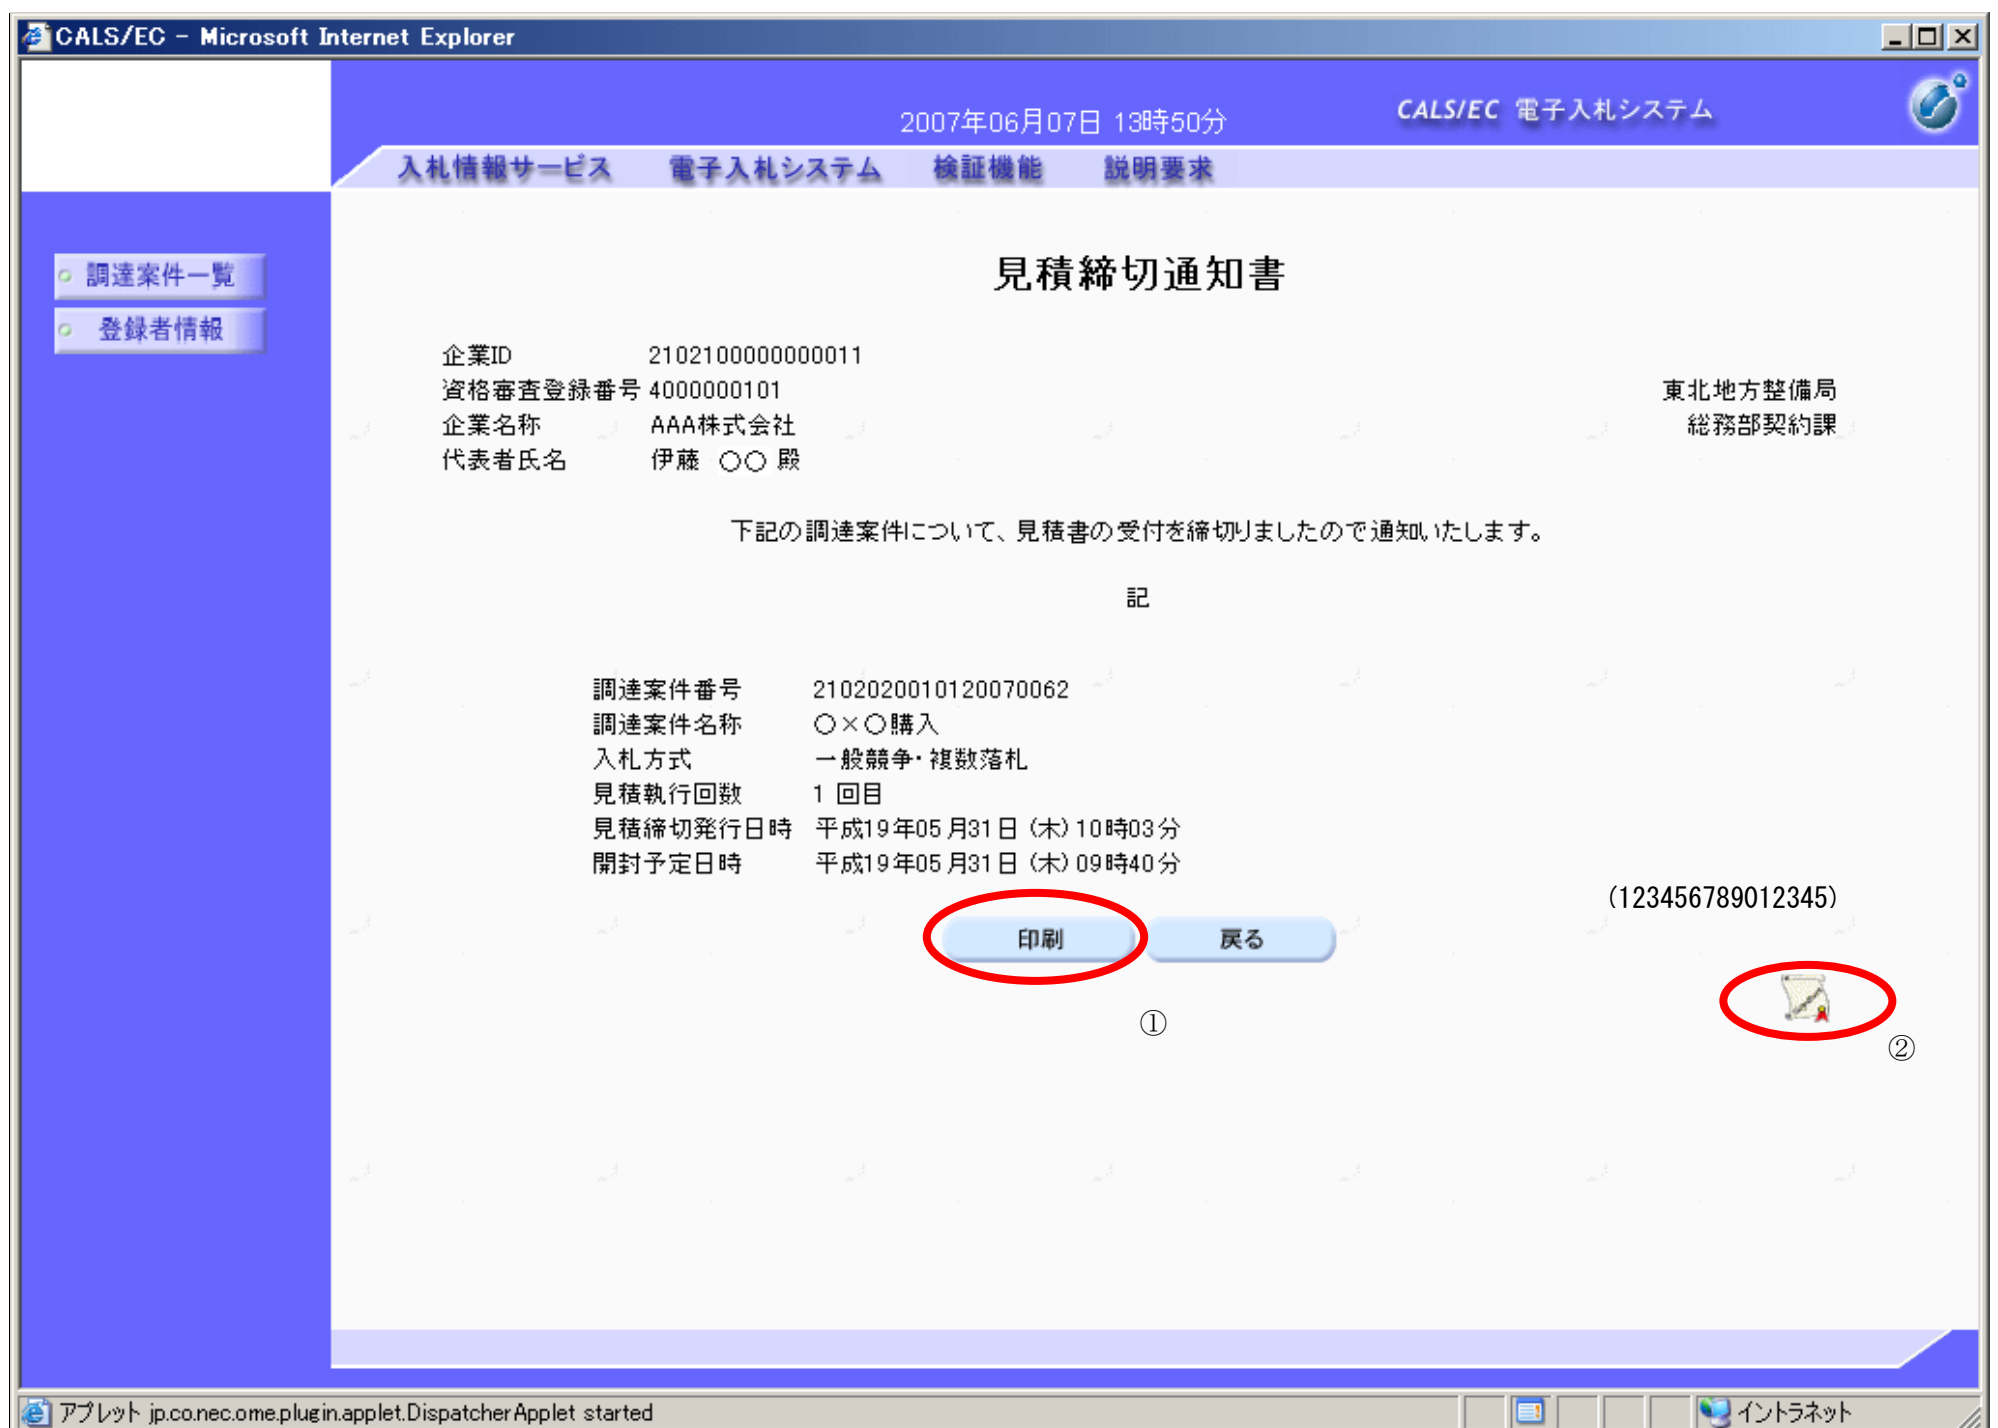 CALS/EC - Microsoft Internet Explorer
2007年06月07日 13時50分
CALS/EC 電子入札システム
入札情報サービス 電子入札システム 検証機能 説明要求
調達案件一覧
登録者情報
見積締切通知書
企業ID 2102100000000011
資格審査登録番号 4000000101
企業名称 AAA株式会社
代表者氏名 伊藤 ○○ 殿
東北地方整備局
総務部契約課
下記の調達案件について、見積書の受付を締切りましたので通知いたします。
記
調達案件番号 2102020010120070062
調達案件名称 ○×○購入
入札方式 一般競争・複数落札
見積執行回数 1 回目
見積締切発行日時 平成19年05月31日（木）10時03分
開封予定日時 平成19年05月31日（木）09時40分
(123456789012345)
印刷 戻る
①
②
アプレット jp.co.nec.ome.plugin.applet.DispatcherApplet started
イントラネット